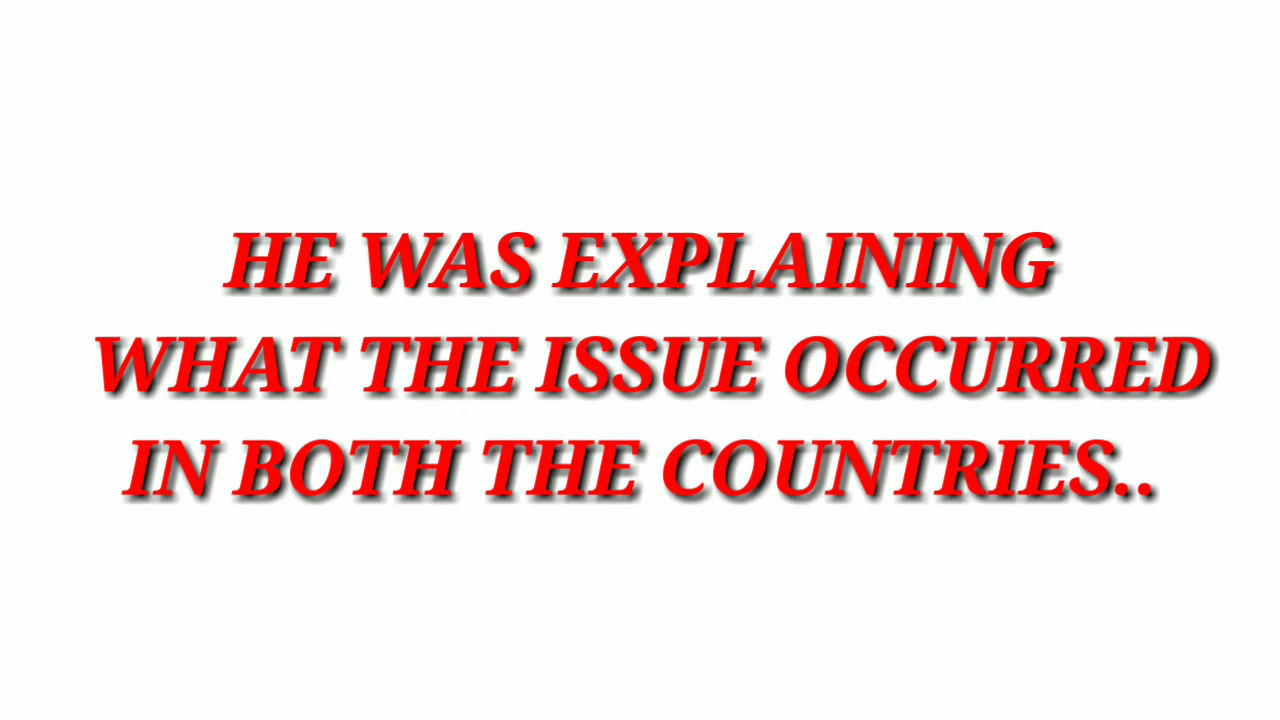 HE WAS EXPLAINING
WHAT THE ISSUE OCCURRED
IN BOTH THE COUNTRIES..